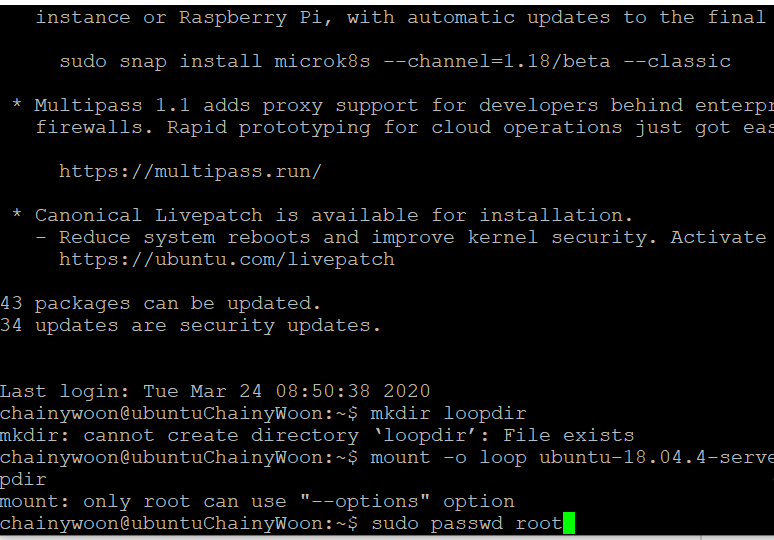 instance or Raspberry Pi, with automatic updates to the final
sudo snap install microk8s --channel=1.18/beta --classic
* Multipass 1.1 adds proxy support for developers behind enterpr
firewalls. Rapid prototyping for cloud operations just got eas
https://multipass.run/
* Canonical Livepatch is available for installation.
- Reduce system reboots and improve kernel security. Activate
https://ubuntu.com/livepatch
43 packages can be updated.
34 updates are security updates.
Last login: Tue Mar 24 08:50:38 2020
chainywoon@ubuntuChainyWoon:~$ mkdir loopdir
mkdir: cannot create directory ‘loopdir’: File exists
chainywoon@ubuntuChainyWoon:~$ mount -o loop ubuntu-18.04.4-serve
pdir
mount: only root can use "--options" option
chainywoon@ubuntuChainyWoon:~$ sudo passwd root